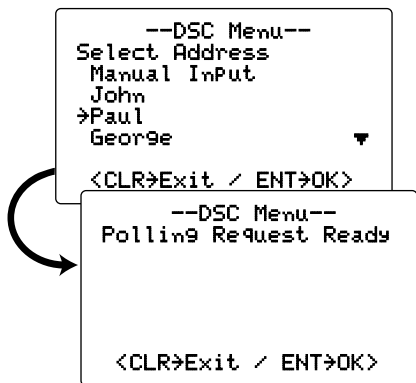 --DSC Menu--
Select Address
Manual Input
John
→Paul
George ▼
<CLR→Exit / ENT→OK>
--DSC Menu--
Polling Request Ready
<CLR→Exit / ENT→OK>